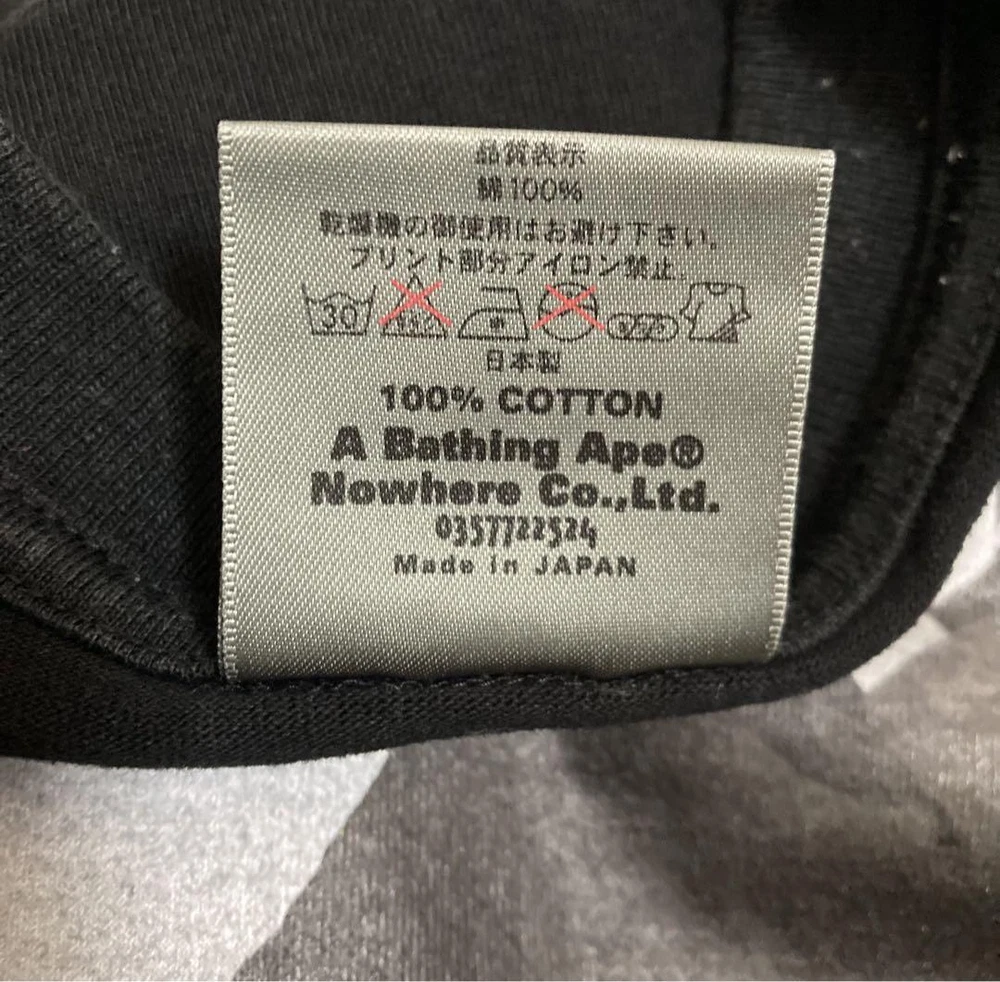 品質表示
綿100%
乾燥機の御使用はお避け下さい。
プリント部分アイロン禁止。
30
日本製
100% COTTON
A Bathing Ape®
Nowhere Co.,Ltd.
0357722524
Made in JAPAN